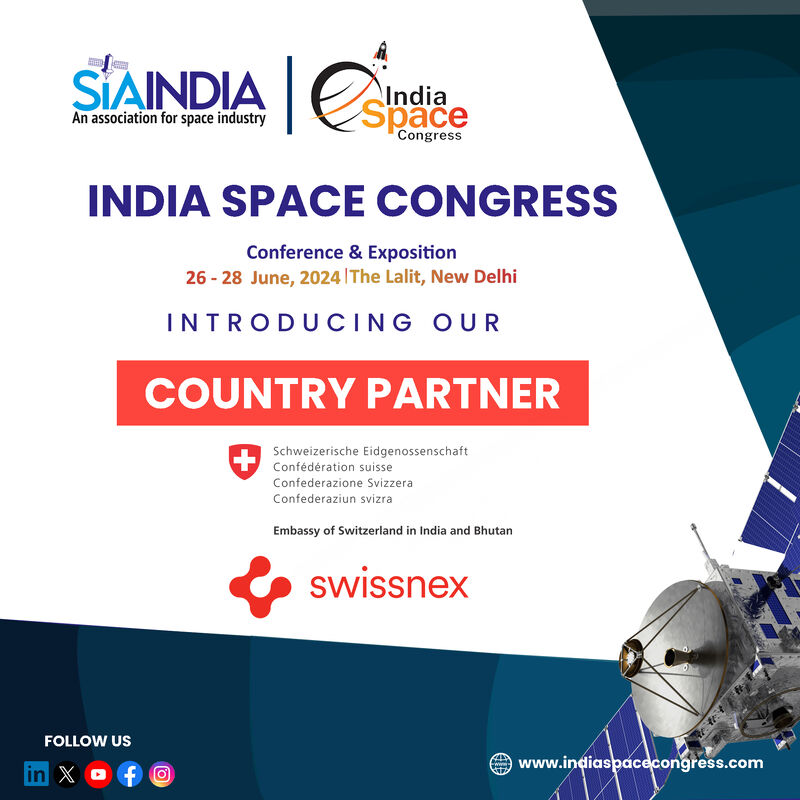 SIAINDIA
An association for space industry
India
Space
Congress
INDIA SPACE CONGRESS
Conference & Exposition
26 - 28 June, 2024 | The Lalit, New Delhi
INTRODUCING OUR
COUNTRY PARTNER
Schweizerische Eidgenossenschaft
Confédération suisse
Confederazione Svizzera
Confederaziun svizra
Embassy of Switzerland in India and Bhutan
swissnex
FOLLOW US
www.indiaspacecongress.com